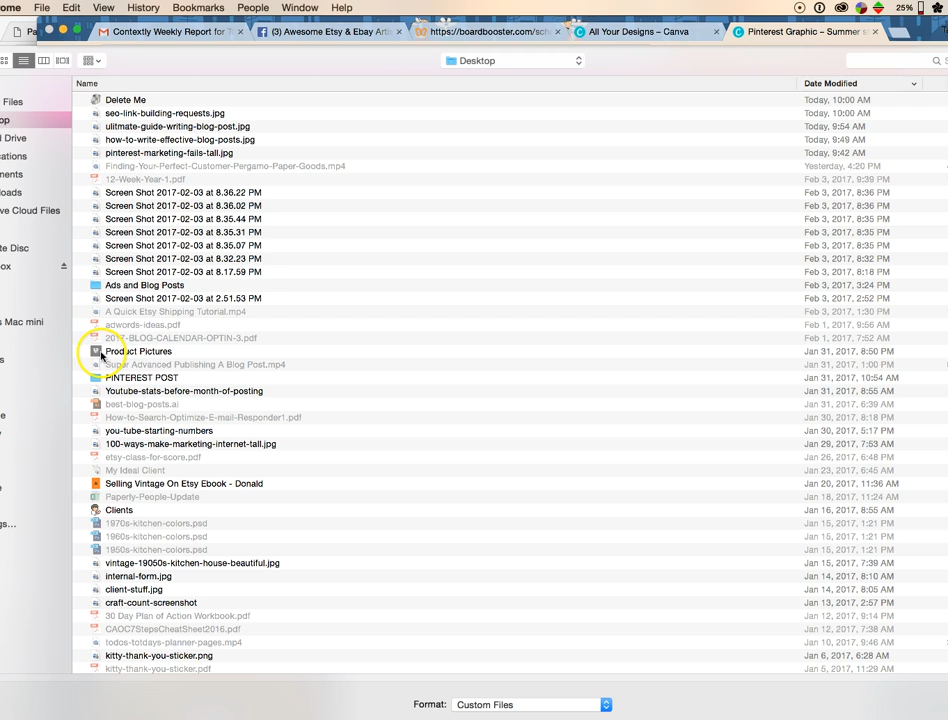 ome File Edit View History Bookmarks People Window Help 25%
Pa Contextly Weekly Report for T × (3) Awesome Etsy & Ebay Arti × https://boardbooster.com/sch × All Your Designs – Canva × Pinterest Graphic – Summer s ×
Desktop
Name Date Modified
Delete Me Today, 10:00 AM
Files
seo-link-building-requests.jpg Today, 10:00 AM
op
ulitmate-guide-writing-blog-post.jpg Today, 9:54 AM
l Drive
how-to-write-effective-blog-posts.jpg Today, 9:49 AM
cations
pinterest-marketing-fails-tall.jpg Today, 9:42 AM
Finding-Your-Perfect-Customer-Pergamo-Paper-Goods.mp4 Yesterday, 4:20 PM
ments
12-Week-Year-1.pdf Feb 3, 2017, 9:39 PM
loads
Screen Shot 2017-02-03 at 8.36.22 PM Feb 3, 2017, 8:36 PM
Screen Shot 2017-02-03 at 8.36.02 PM Feb 3, 2017, 8:36 PM
ve Cloud Files
Screen Shot 2017-02-03 at 8.35.44 PM Feb 3, 2017, 8:35 PM
Screen Shot 2017-02-03 at 8.35.31 PM Feb 3, 2017, 8:35 PM
te Disc
Screen Shot 2017-02-03 at 8.35.07 PM Feb 3, 2017, 8:35 PM
Screen Shot 2017-02-03 at 8.32.23 PM Feb 3, 2017, 8:32 PM
ox
Screen Shot 2017-02-03 at 8.17.59 PM Feb 3, 2017, 8:18 PM
Ads and Blog Posts Feb 3, 2017, 3:24 PM
Screen Shot 2017-02-03 at 2.51.53 PM Feb 3, 2017, 2:52 PM
A Quick Etsy Shipping Tutorial.mp4 Feb 3, 2017, 1:30 PM
s Mac mini
adwords-ideas.pdf Feb 1, 2017, 9:56 AM
2017-BLOG-CALENDAR-OPTIN-3.pdf Feb 1, 2017, 7:52 AM
Product Pictures Jan 31, 2017, 8:50 PM
s
Super Advanced Publishing A Blog Post.mp4 Jan 31, 2017, 1:00 PM
PINTEREST POST Jan 31, 2017, 10:54 AM
Youtube-stats-before-month-of-posting Jan 31, 2017, 8:55 AM
best-blog-posts.ai Jan 31, 2017, 6:39 AM
e
How-to-Search-Optimize-E-mail-Responder1.pdf Jan 30, 2017, 8:18 PM
you-tube-starting-numbers Jan 30, 2017, 5:17 PM
100-ways-make-marketing-internet-tall.jpg Jan 29, 2017, 7:53 AM
etsy-class-for-score.pdf Jan 26, 2017, 6:48 PM
My Ideal Client Jan 23, 2017, 6:45 AM
Selling Vintage On Etsy Ebook - Donald Jan 20, 2017, 11:36 AM
Paperly-People-Update Jan 18, 2017, 11:24 AM
Clients Jan 16, 2017, 8:55 AM
gs...
1970s-kitchen-colors.psd Jan 15, 2017, 1:21 PM
1960s-kitchen-colors.psd Jan 15, 2017, 1:21 PM
1950s-kitchen-colors.psd Jan 15, 2017, 1:21 PM
vintage-19050s-kitchen-house-beautiful.jpg Jan 15, 2017, 7:39 AM
internal-form.jpg Jan 14, 2017, 8:10 AM
client-stuff.jpg Jan 14, 2017, 8:05 AM
craft-count-screenshot Jan 13, 2017, 2:57 PM
30 Day Plan of Action Workbook.pdf Jan 12, 2017, 9:14 PM
CAOC7StepsCheatSheet2016.pdf Jan 12, 2017, 7:38 AM
todos-totdays-planner-pages.mp4 Jan 10, 2017, 9:46 AM
kitty-thank-you-sticker.png Jan 6, 2017, 6:28 AM
kitty-thank-you-sticker.pdf Jan 5, 2017, 11:29 AM
Format: Custom Files